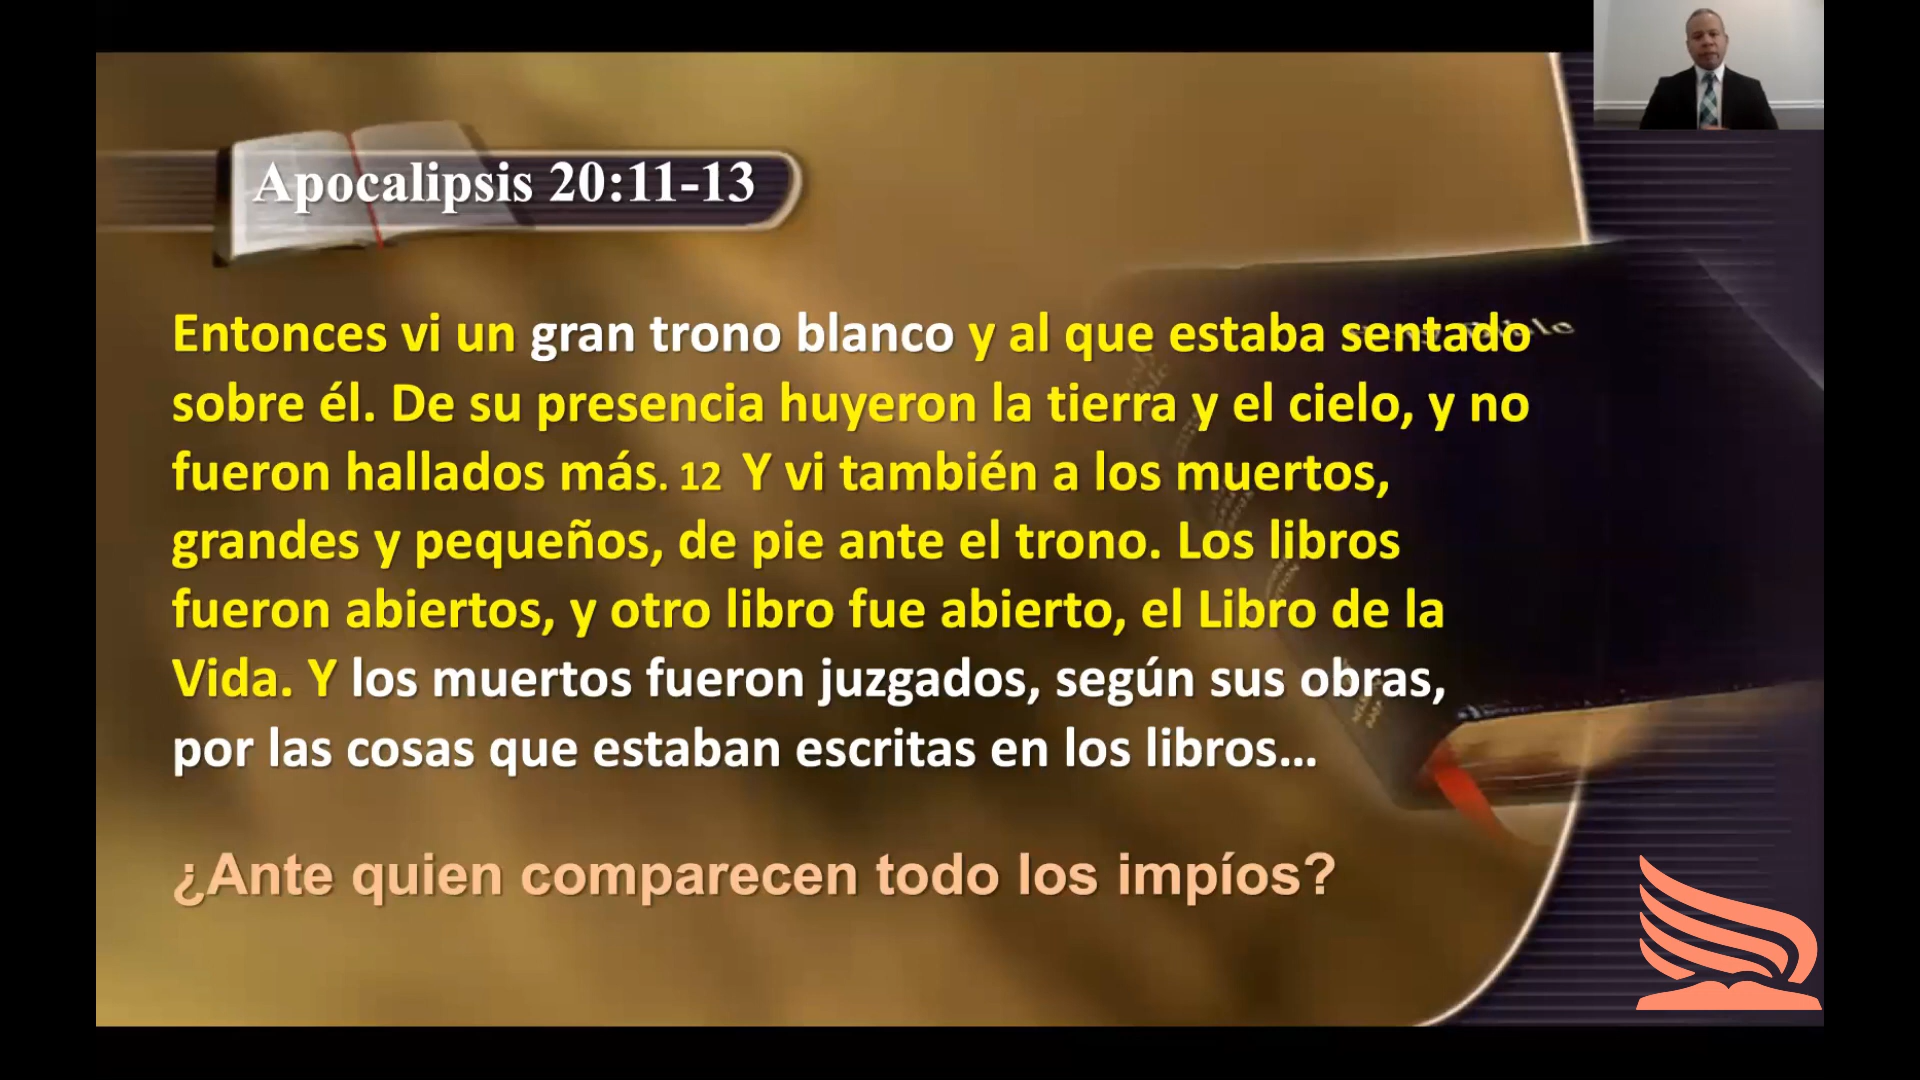 Apocalipsis 20:11-13
Entonces vi un gran trono blanco y al que estaba sentado
sobre él. De su presencia huyeron la tierra y el cielo, y no
fueron hallados más. 12 Y vi también a los muertos,
grandes y pequeños, de pie ante el trono. Los libros
fueron abiertos, y otro libro fue abierto, el Libro de la
Vida. Y los muertos fueron juzgados, según sus obras,
por las cosas que estaban escritas en los libros...
¿Ante quien comparecen todo los impíos?